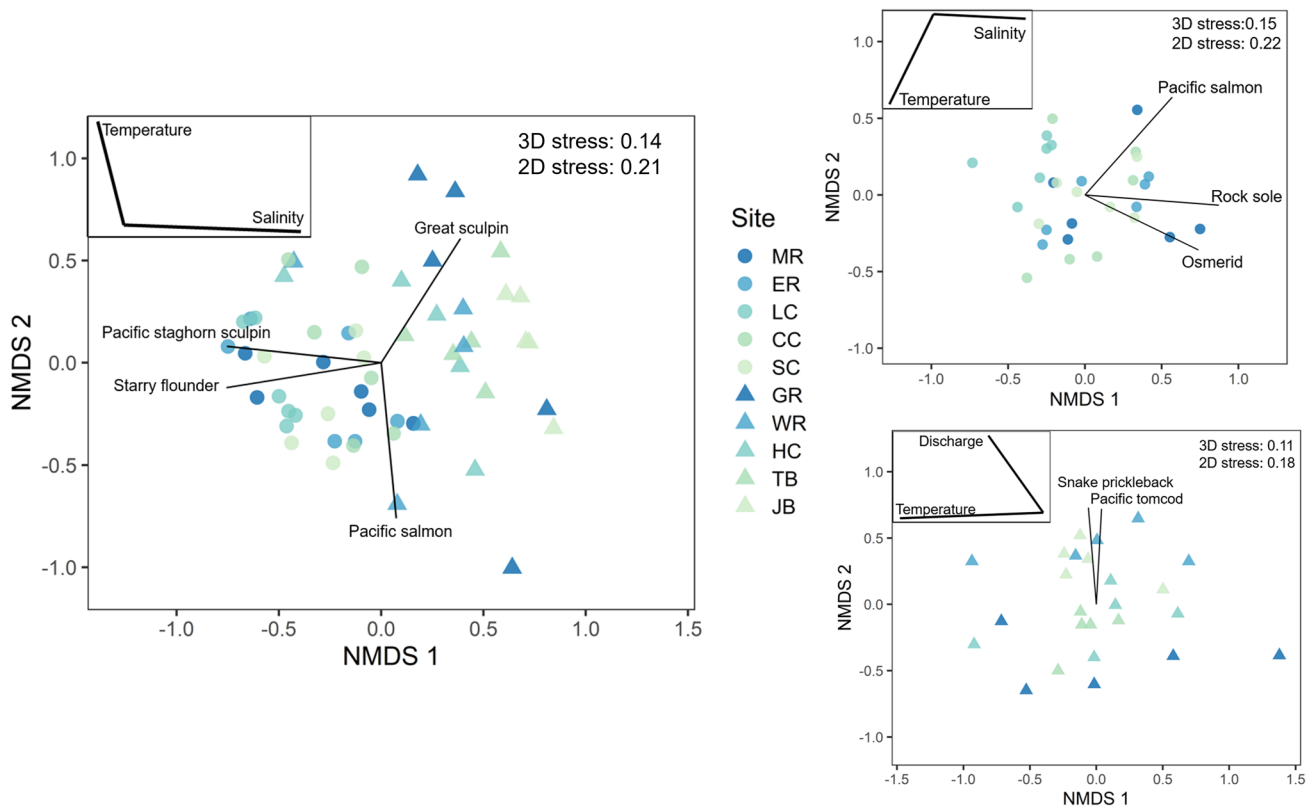 Temperature
Salinity
3D stress: 0.14
2D stress: 0.21
Great sculpin
Pacific staghorn sculpin
Starry flounder
Pacific salmon
1.0
0.5
0.0
-0.5
-1.0
NMDS 2
-1.0
-0.5
0.0
0.5
1.0
1.5
NMDS 1
Site
MR
ER
LC
CC
SC
GR
WR
HC
TB
JB
Salinity
Temperature
3D stress:0.15
2D stress: 0.22
Pacific salmon
Rock sole
Osmerid
1.0
0.5
0.0
-0.5
-1.0
NMDS 2
-1.0
-0.5
0.0
0.5
1.0
NMDS 1
Discharge
Temperature
3D stress: 0.11
2D stress: 0.18
Snake prickleback
Pacific tomcod
1.0
0.5
0.0
-0.5
-1.0
NMDS 2
-1.5
-1.0
-0.5
0.0
0.5
1.0
1.5
NMDS 1